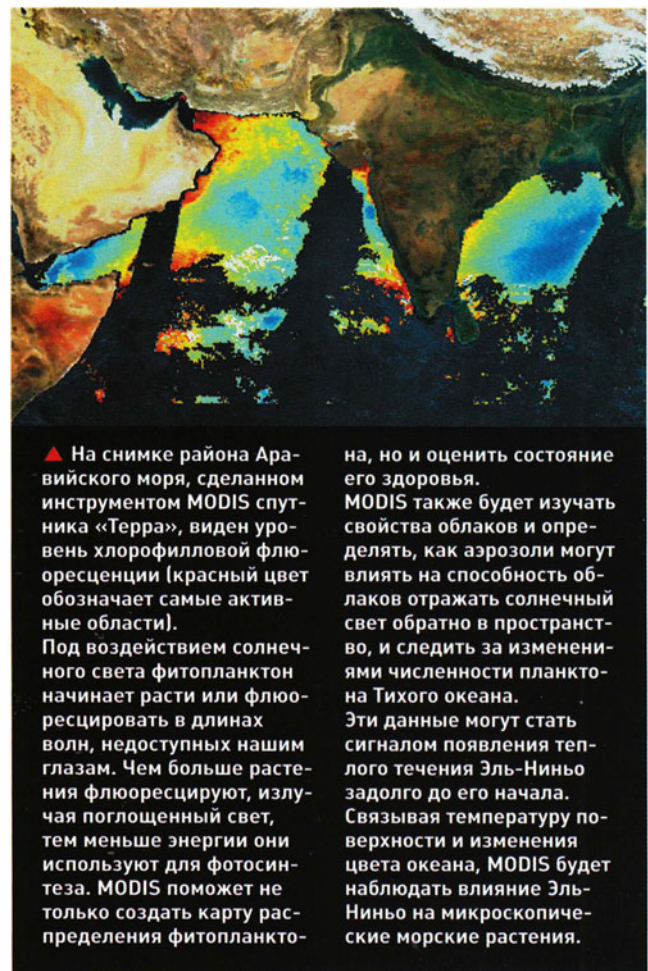 ▲ На снимке района Ара-
вийского моря, сделанном
инструментом MODIS спут-
ника «Терра», виден уро-
вень хлорофилловой флю-
оресценции (красный цвет
обозначает самые актив-
ные области).
Под воздействием солнеч-
ного света фитопланктон
начинает расти или флюо-
ресцировать в длинах
волн, недоступных нашим
глазам. Чем больше расте-
ния флюоресцируют, излу-
чая поглощенный свет,
тем меньше энергии они
используют для фотосин-
теза. MODIS поможет не
только создать карту рас-
пределения фитопланкто-
на, но и оценить состояние
его здоровья.
MODIS также будет изучать
свойства облаков и опре-
делять, как аэрозоли могут
влиять на способность об-
лаков отражать солнечный
свет обратно в пространст-
во, и следить за изменени-
ями численности планкто-
на Тихого океана.
Эти данные могут стать
сигналом появления теп-
лого течения Эль-Ниньо
задолго до его начала.
Связывая температуру по-
верхности и изменения
цвета океана, MODIS будет
наблюдать влияние Эль-
Ниньо на микроскопиче-
ские морские растения.